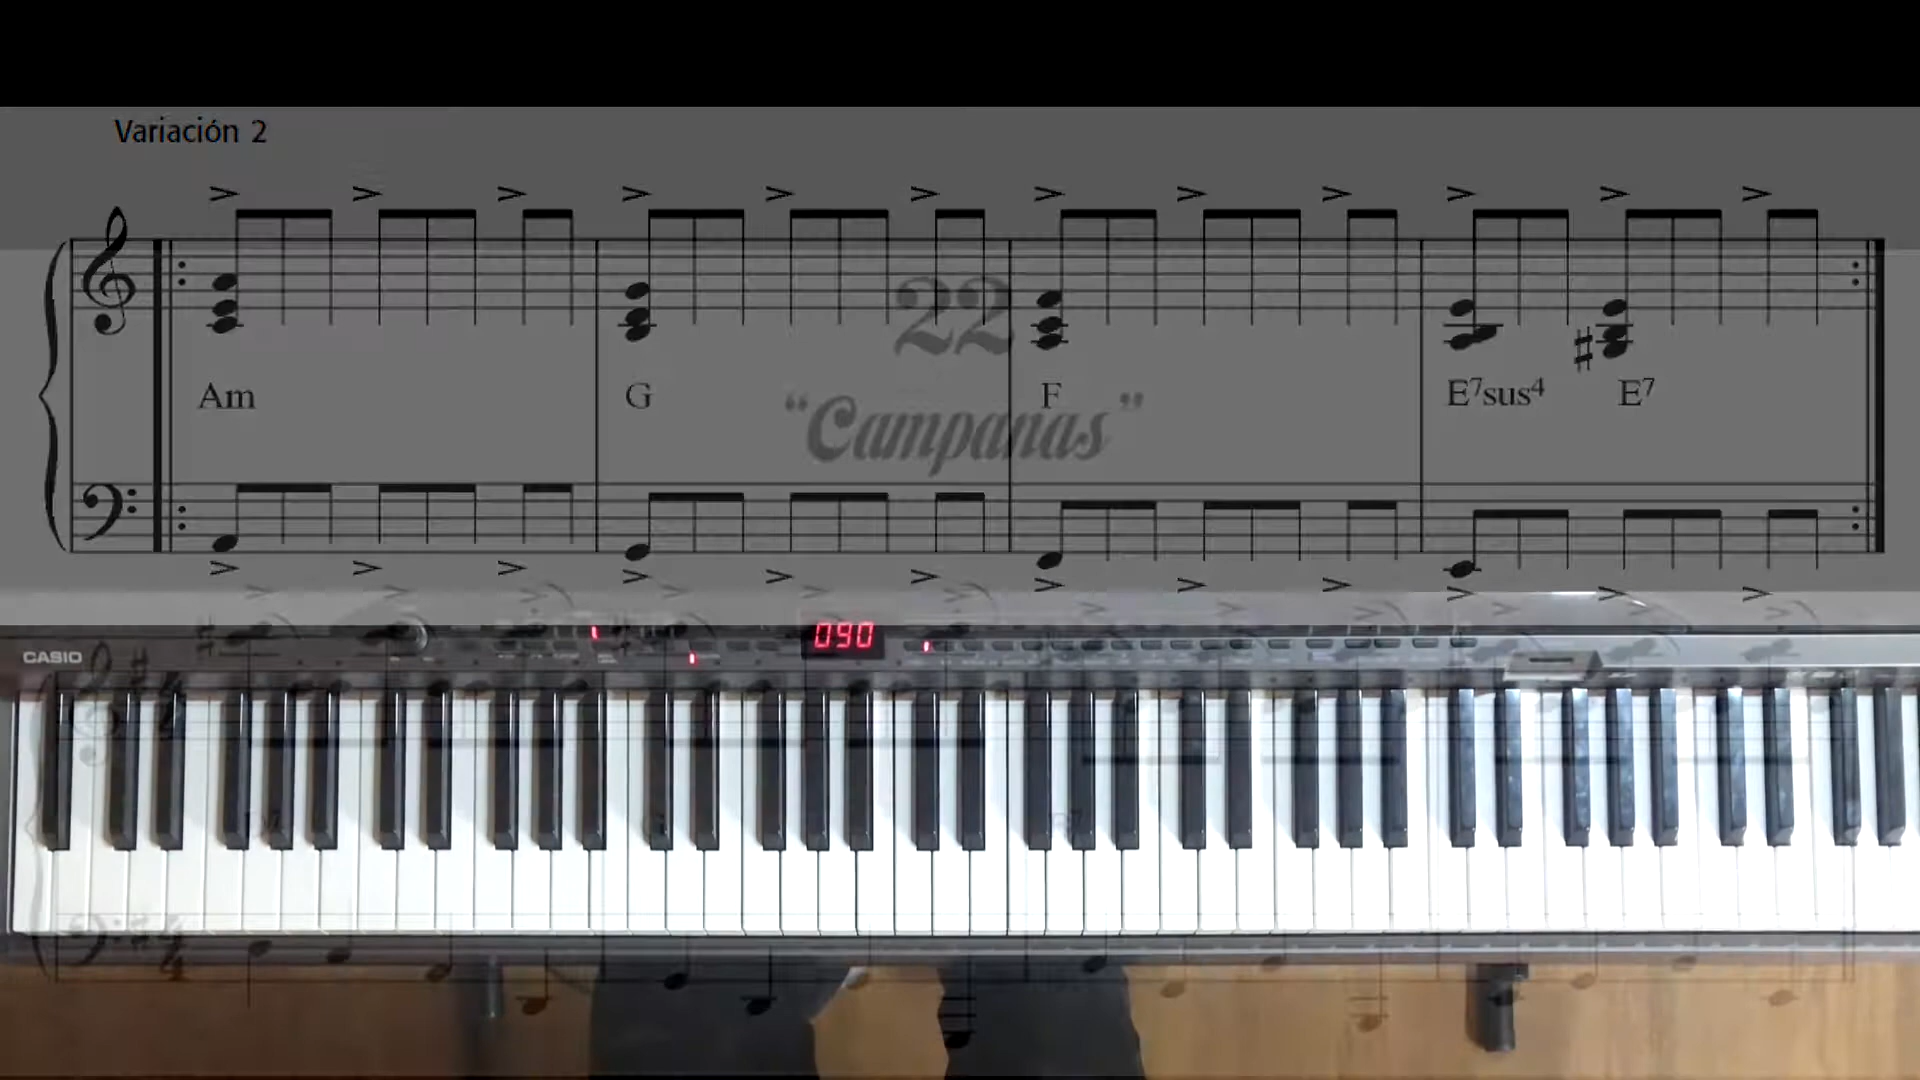 Variación 2
22
Am G F E⁷sus⁴ E⁷
“Campanas”
090
CASIO
G